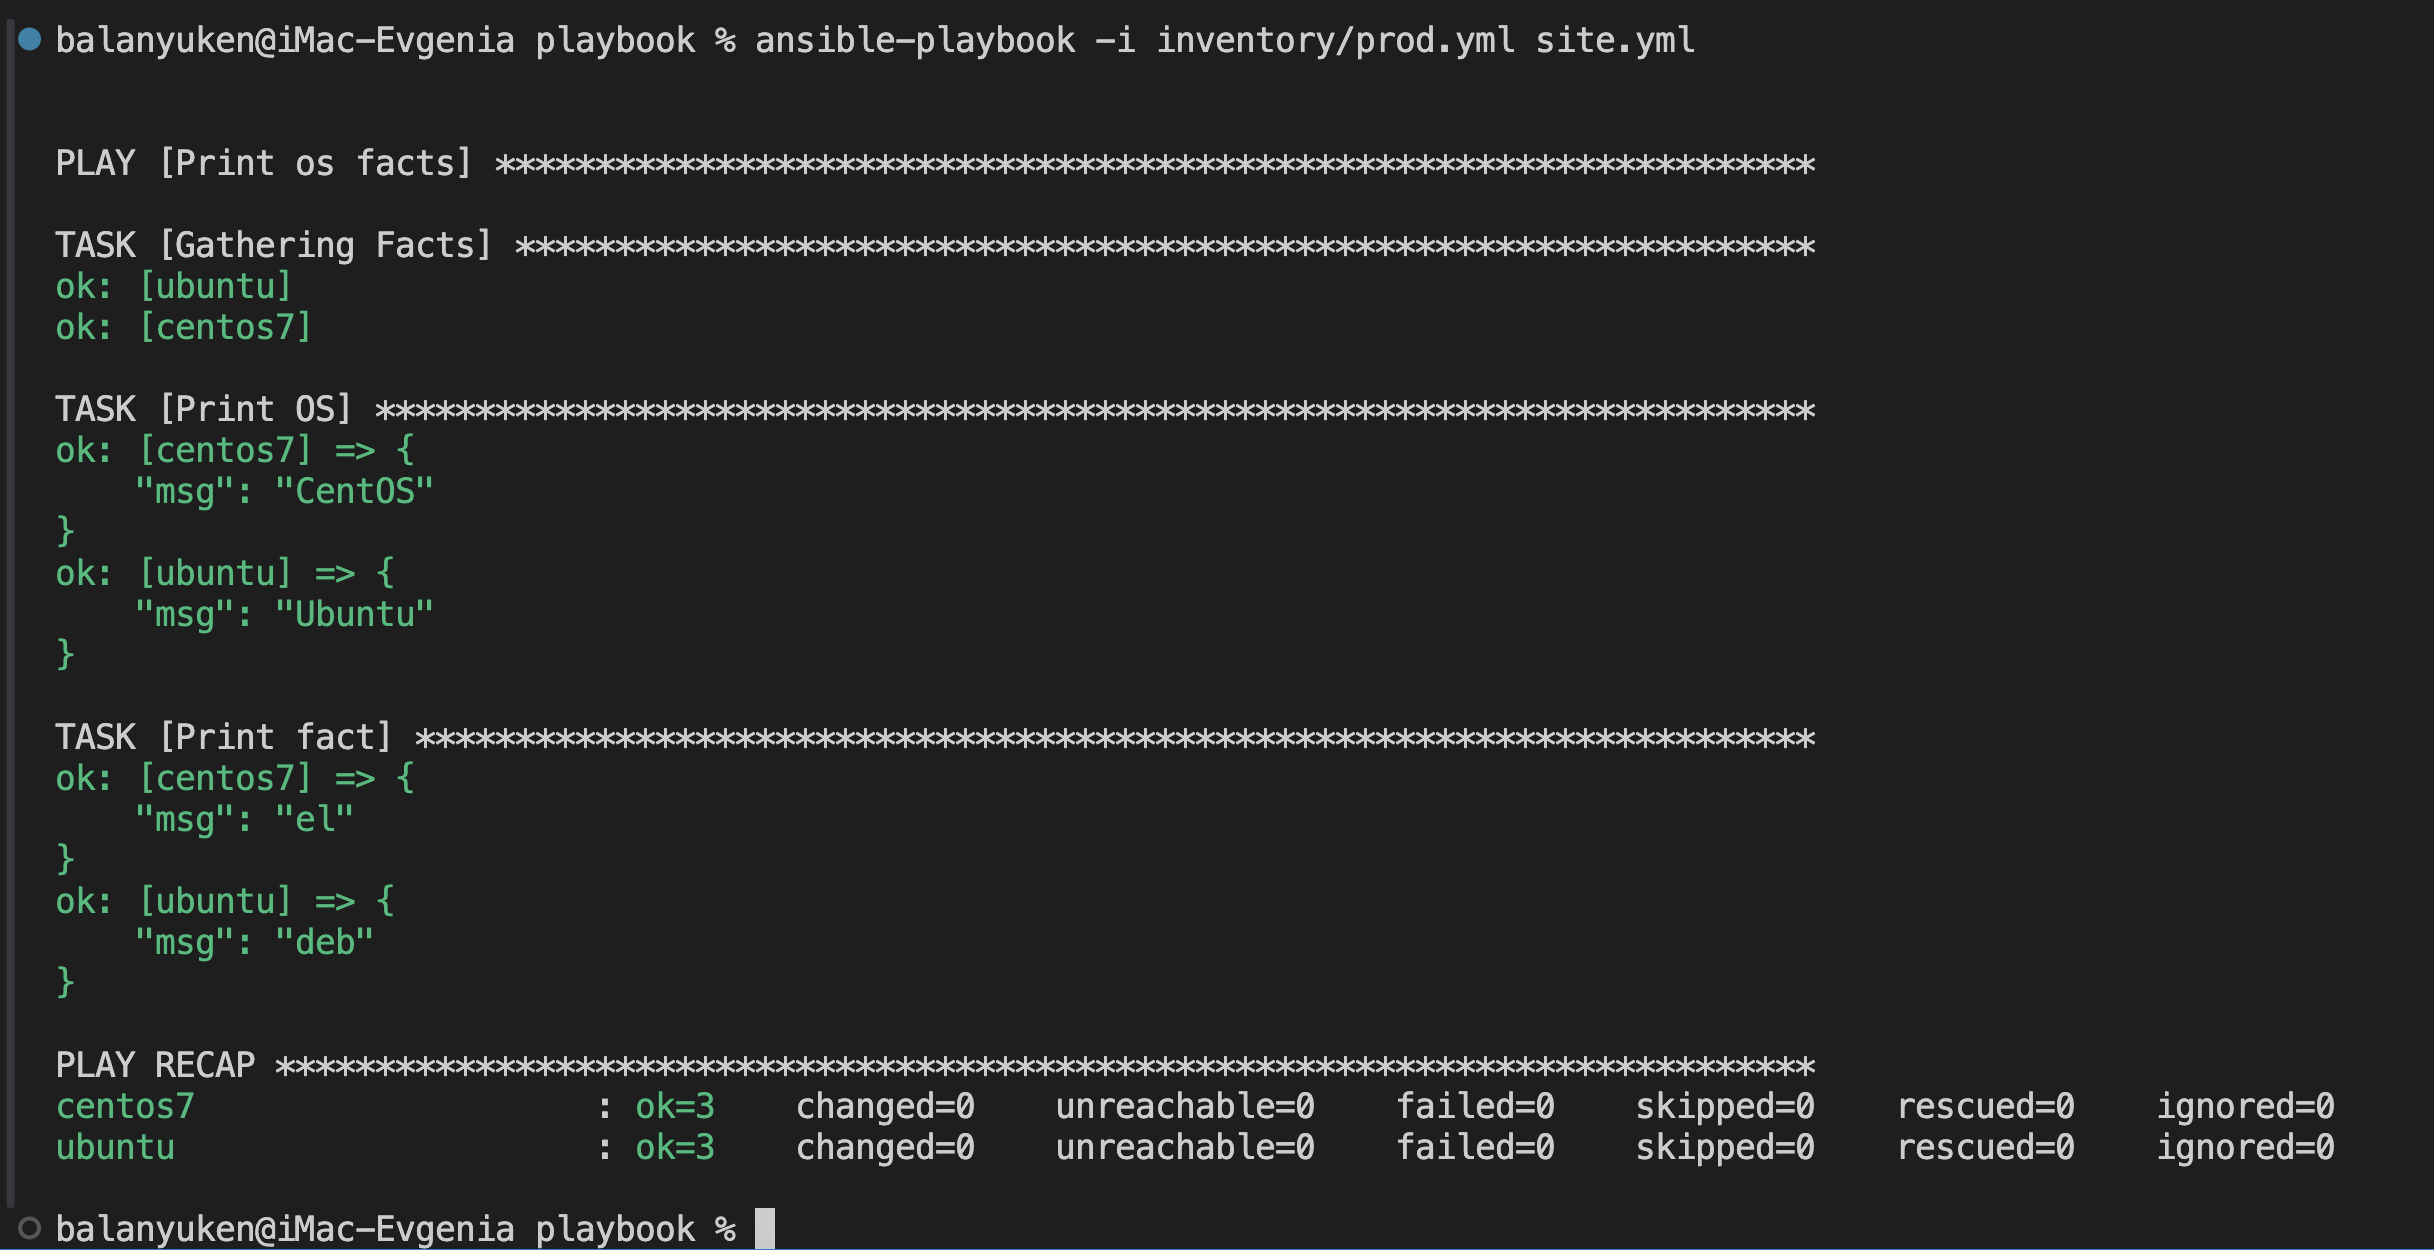 balanyuken@iMac-Evgenia playbook % ansible-playbook -i inventory/prod.yml site.yml
PLAY [Print os facts] ******************************************************************
TASK [Gathering Facts] *****************************************************************
ok: [ubuntu]
ok: [centos7]
TASK [Print OS] ************************************************************************
ok: [centos7] => {
    "msg": "CentOS"
}
ok: [ubuntu] => {
    "msg": "Ubuntu"
}
TASK [Print fact] **********************************************************************
ok: [centos7] => {
    "msg": "el"
}
ok: [ubuntu] => {
    "msg": "deb"
}
PLAY RECAP *****************************************************************************
centos7                    : ok=3    changed=0    unreachable=0    failed=0    skipped=0    rescued=0    ignored=0
ubuntu                     : ok=3    changed=0    unreachable=0    failed=0    skipped=0    rescued=0    ignored=0
balanyuken@iMac-Evgenia playbook %